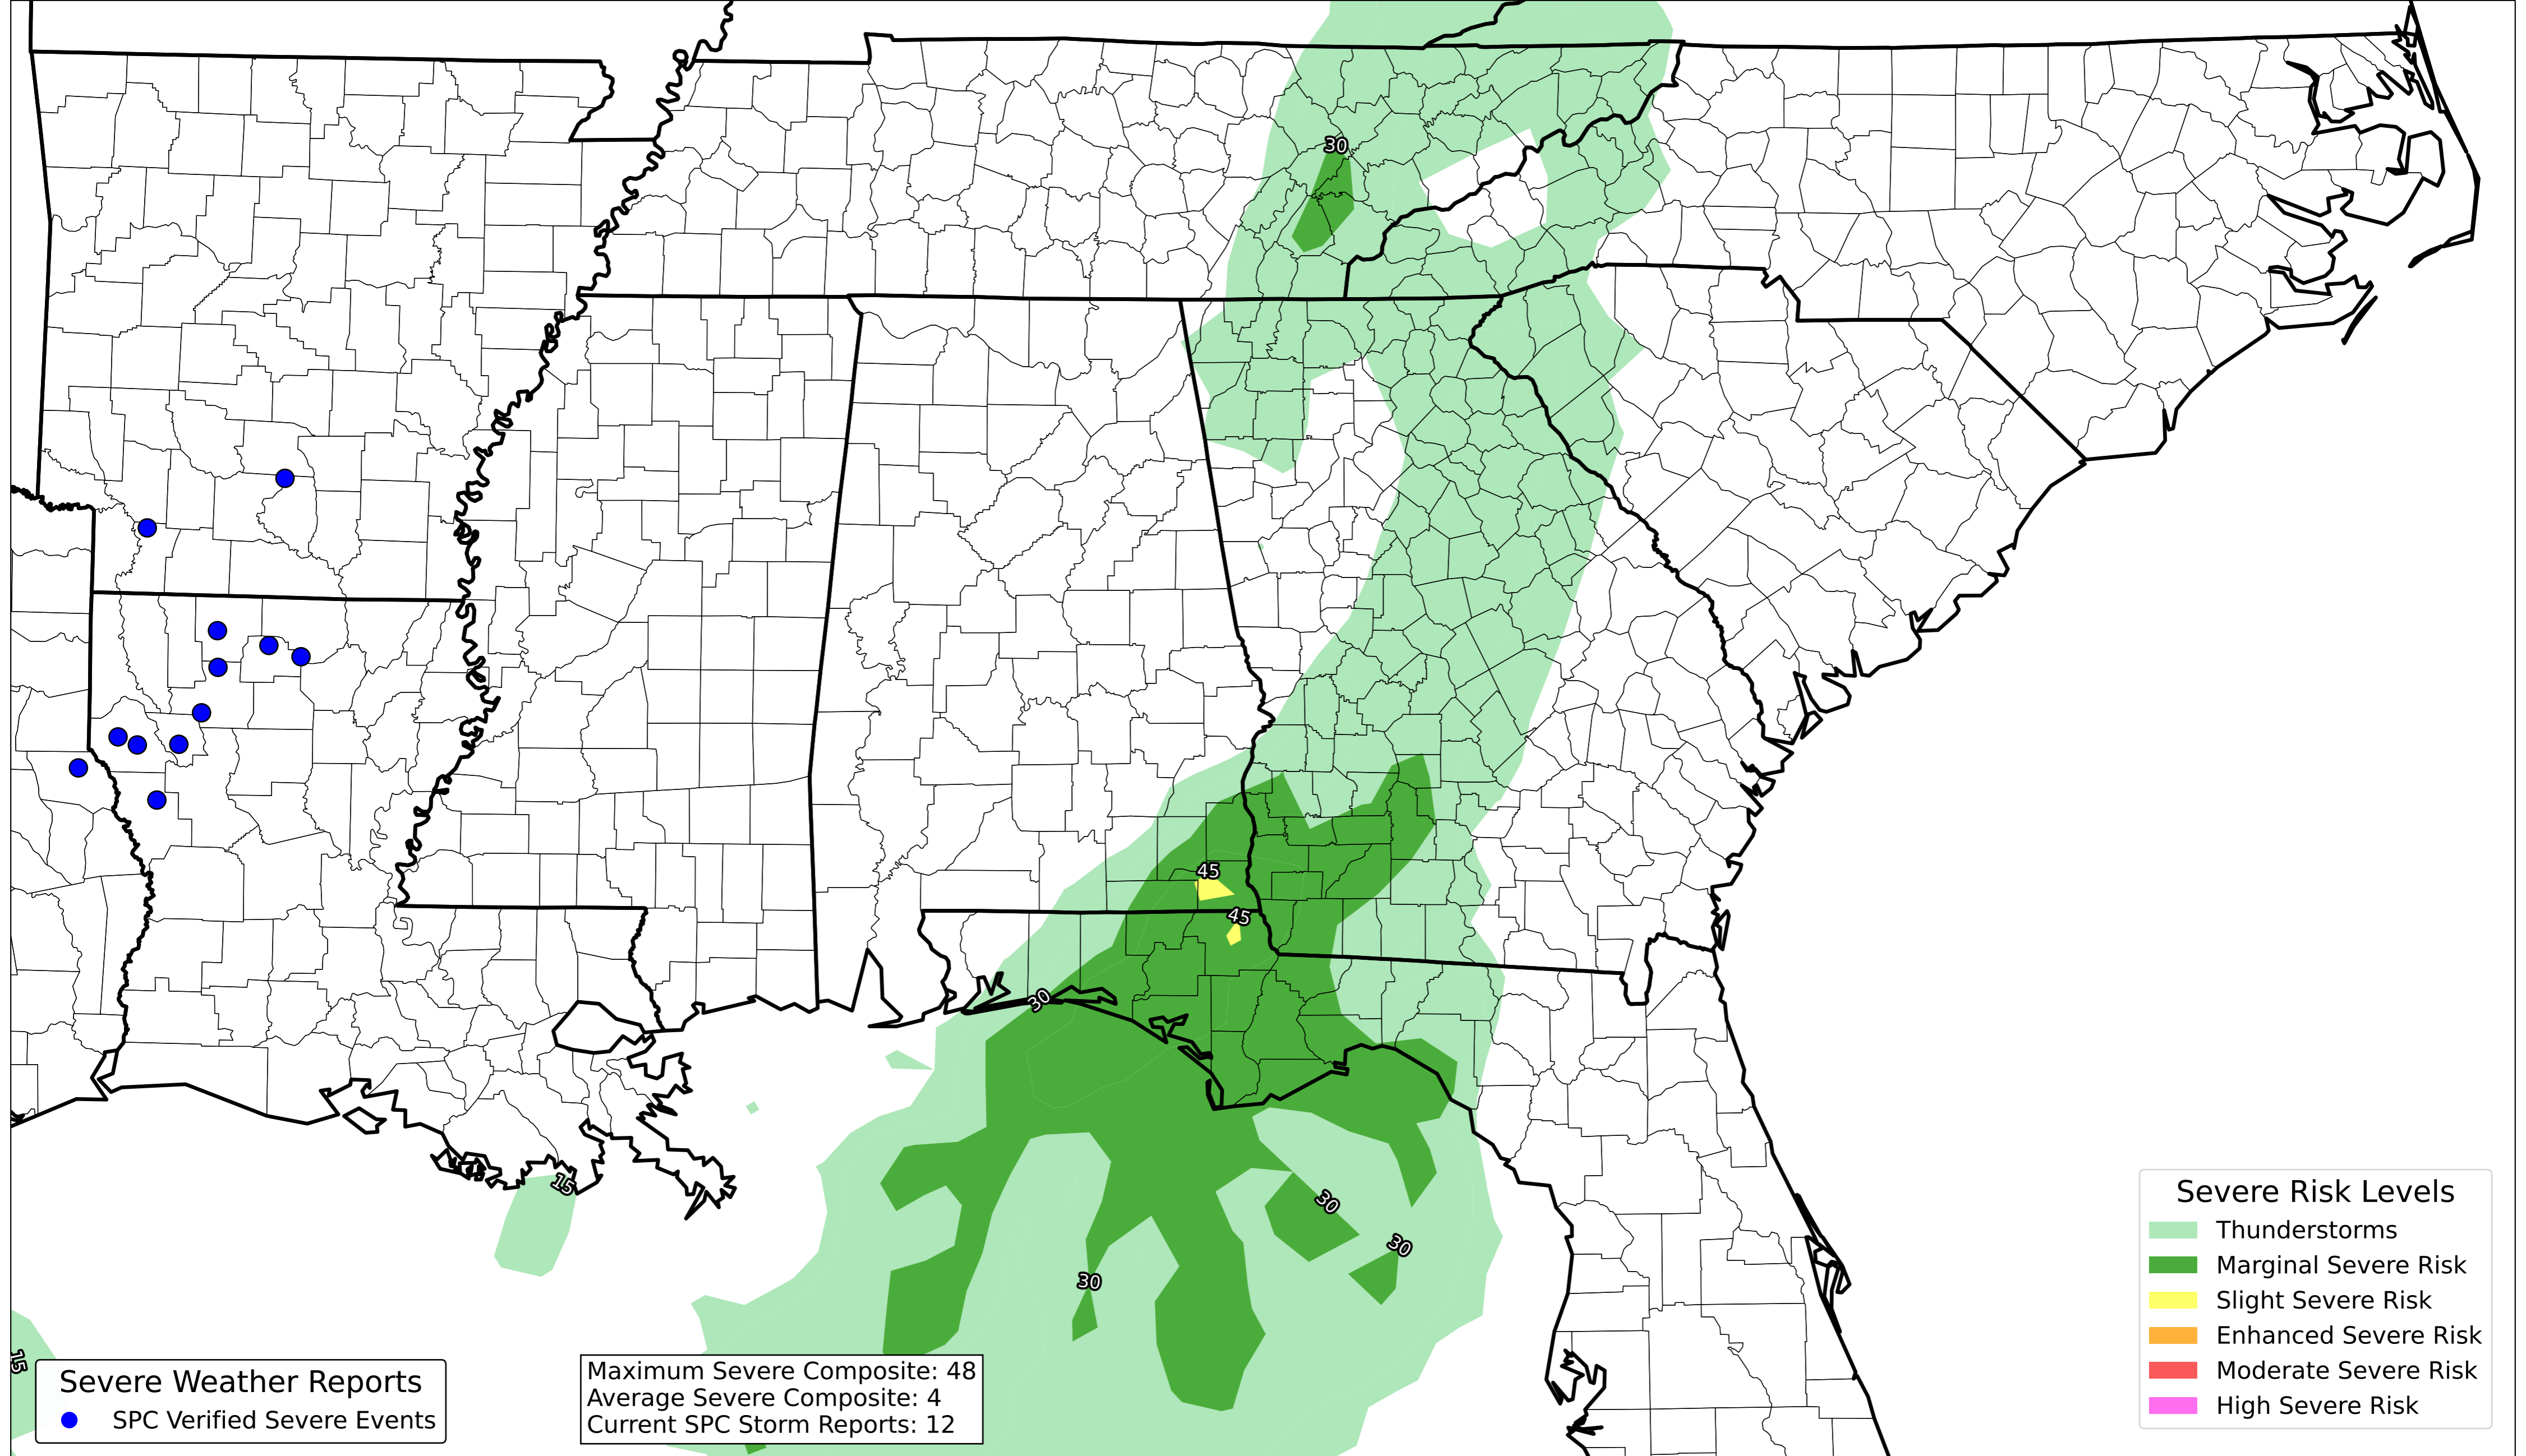 30
45
45
30
15
30
30
30
15
Severe Weather Reports
SPC Verified Severe Events
Maximum Severe Composite: 48
Average Severe Composite: 4
Current SPC Storm Reports: 12
Severe Risk Levels
Thunderstorms
Marginal Severe Risk
Slight Severe Risk
Enhanced Severe Risk
Moderate Severe Risk
High Severe Risk